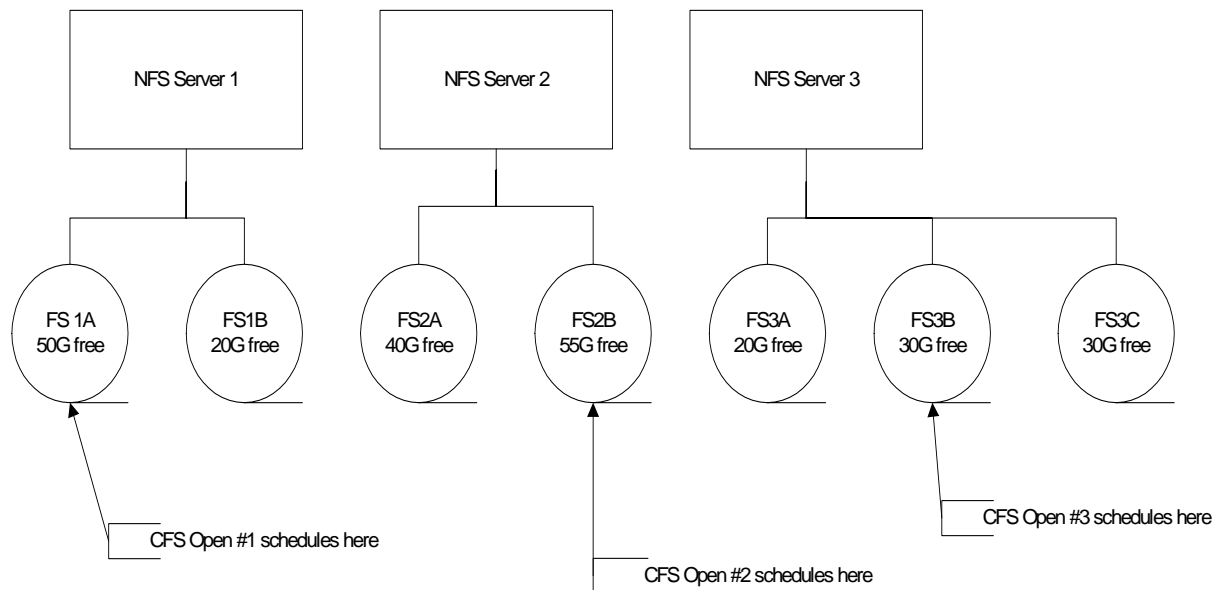 NFS Server 1
NFS Server 2
NFS Server 3
FS 1A
50G free
FS1B
20G free
FS2A
40G free
FS2B
55G free
FS3A
20G free
FS3B
30G free
FS3C
30G free
CFS Open #1 schedules here
CFS Open #2 schedules here
CFS Open #3 schedules here